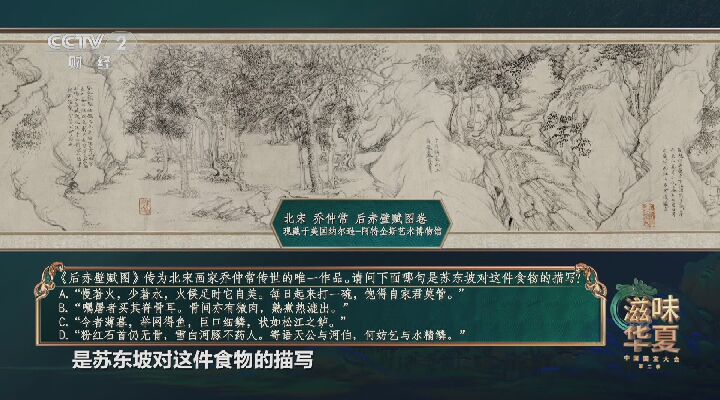 CCTV 2
财经
北宋 乔仲常 后赤壁赋图卷
现藏于美国纳尔逊-阿特金斯艺术博物馆
《后赤壁赋图》传为北宋画家乔仲常传世的唯一作品。请问下面哪句是苏东坡对这件食物的描写?
A.“慢着火，少着水，火候足时它自美。每日起来打一碗，饱得自家君莫管。”
B.“嘱屠者买其脊骨耳。骨间亦有微肉，熟煮热漉出。”
C.“今者薄暮，举网得鱼，巨口细鳞，状如松江之鲈。”
D.“粉红石首仍无骨，雪白河豚不药人。寄语天公与河伯，何妨乞与水精鳞。”
滋味
华夏
中国国宝大会
第二季
是苏东坡对这件食物的描写